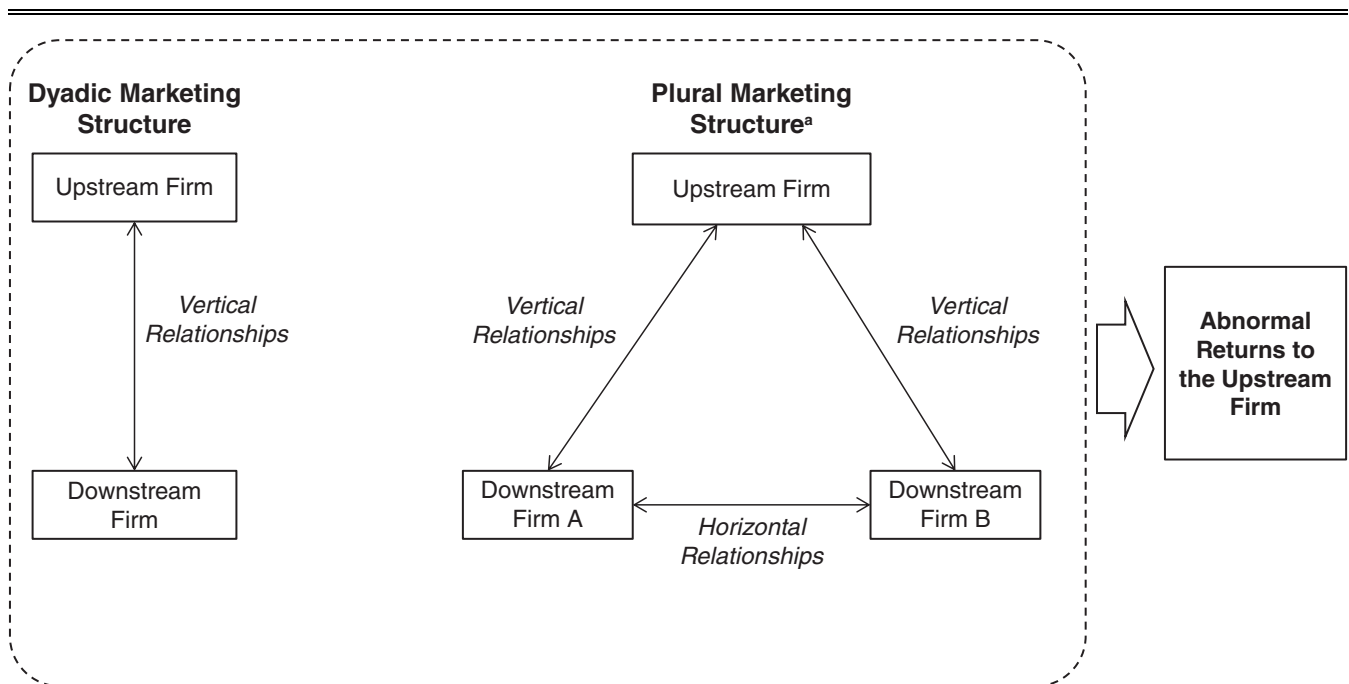 Dyadic Marketing
Structure
Upstream Firm
Vertical
Relationships
Downstream
Firm
Plural Marketing
Structureᵃ
Upstream Firm
Vertical
Relationships
Vertical
Relationships
Downstream
Firm A
Horizontal
Relationships
Downstream
Firm B
Abnormal
Returns to
the Upstream
Firm